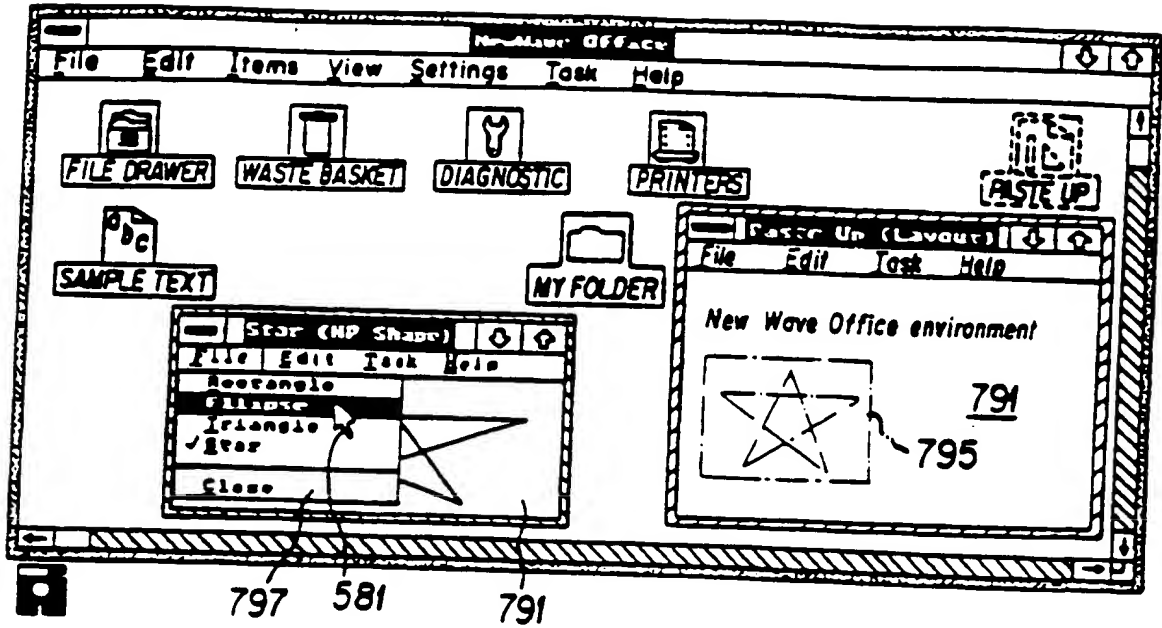 NewWave Office
File Edit Items View Settings Task Help
FILE DRAWER WASTE BASKET DIAGNOSTIC PRINTERS PASTE UP
SAMPLE TEXT MY FOLDER
Paste Up (Layout)
File Edit Task Help
New Wave Office environment
791
795
Star (HP Shape)
File Edit Task Help
Rectangle
Ellipse
Triangle
✓Star
Close
797 581 791